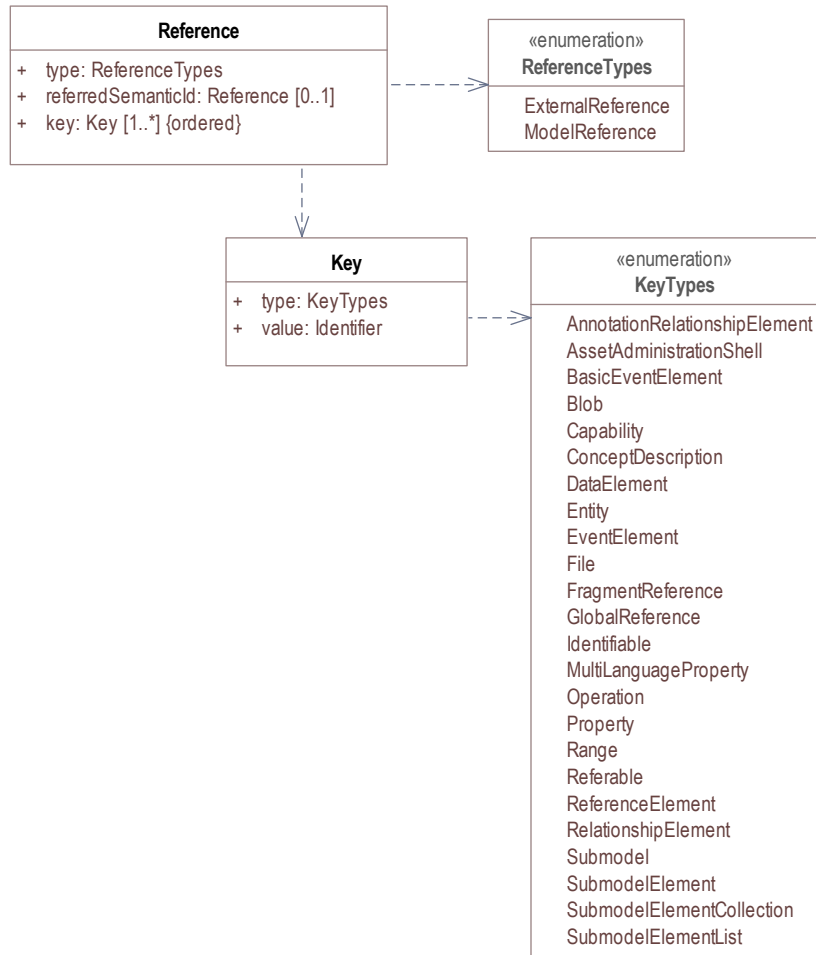 Reference
+ type: ReferenceTypes
+ referredSemanticId: Reference [0..1]
+ key: Key [1..*] {ordered}
«enumeration»
ReferenceTypes
ExternalReference
ModelReference
Key
+ type: KeyTypes
+ value: Identifier
«enumeration»
KeyTypes
AnnotationRelationshipElement
AssetAdministrationShell
BasicEventElement
Blob
Capability
ConceptDescription
DataElement
Entity
EventElement
File
FragmentReference
GlobalReference
Identifiable
MultiLanguageProperty
Operation
Property
Range
Referable
ReferenceElement
RelationshipElement
Submodel
SubmodelElement
SubmodelElementCollection
SubmodelElementList